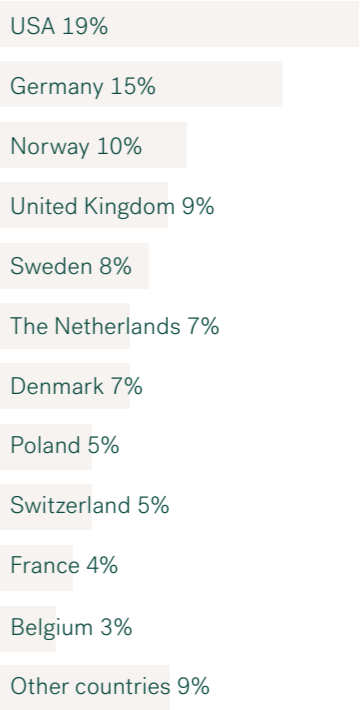 USA 19%
Germany 15%
Norway 10%
United Kingdom 9%
Sweden 8%
The Netherlands 7%
Denmark 7%
Poland 5%
Switzerland 5%
France 4%
Belgium 3%
Other countries 9%